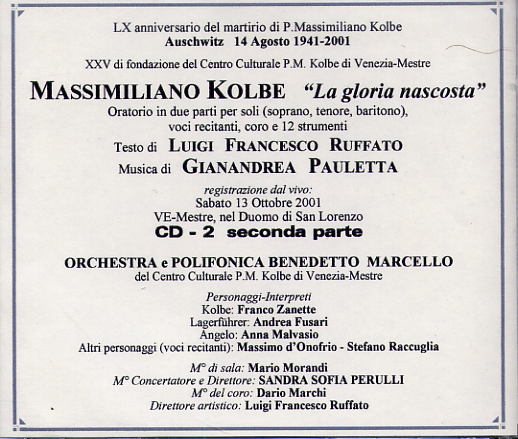 LX anniversario del martirio di P.Massimiliano Kolbe
Auschwitz 14 Agosto 1941-2001
XXV di fondazione del Centro Culturale P.M. Kolbe di Venezia-Mestre
MASSIMILIANO KOLBE "La gloria nascosta"
Oratorio in due parti per soli (soprano, tenore, baritono),
voci recitanti, coro e 12 strumenti
Testo di LUIGI FRANCESCO RUFFATO
Musica di GIANANDREA PAULETTA
registrazione dal vivo:
Sabato 13 Ottobre 2001
VE-Mestre, nel Duomo di San Lorenzo
CD - 2 seconda parte
ORCHESTRA e POLIFONICA BENEDETTO MARCELLO
del Centro Culturale P.M. Kolbe di Venezia-Mestre
Personaggi-Interpreti
Kolbe: Franco Zanette
Lagerführer: Andrea Fusari
Angelo: Anna Malvasio
Altri personaggi (voci recitanti): Massimo d'Onofrio - Stefano Raccuglia
M° di sala: Mario Morandi
M° Concertatore e Direttore: SANDRA SOFIA PERULLI
M° del coro: Dario Marchi
Direttore artistico: Luigi Francesco Ruffato